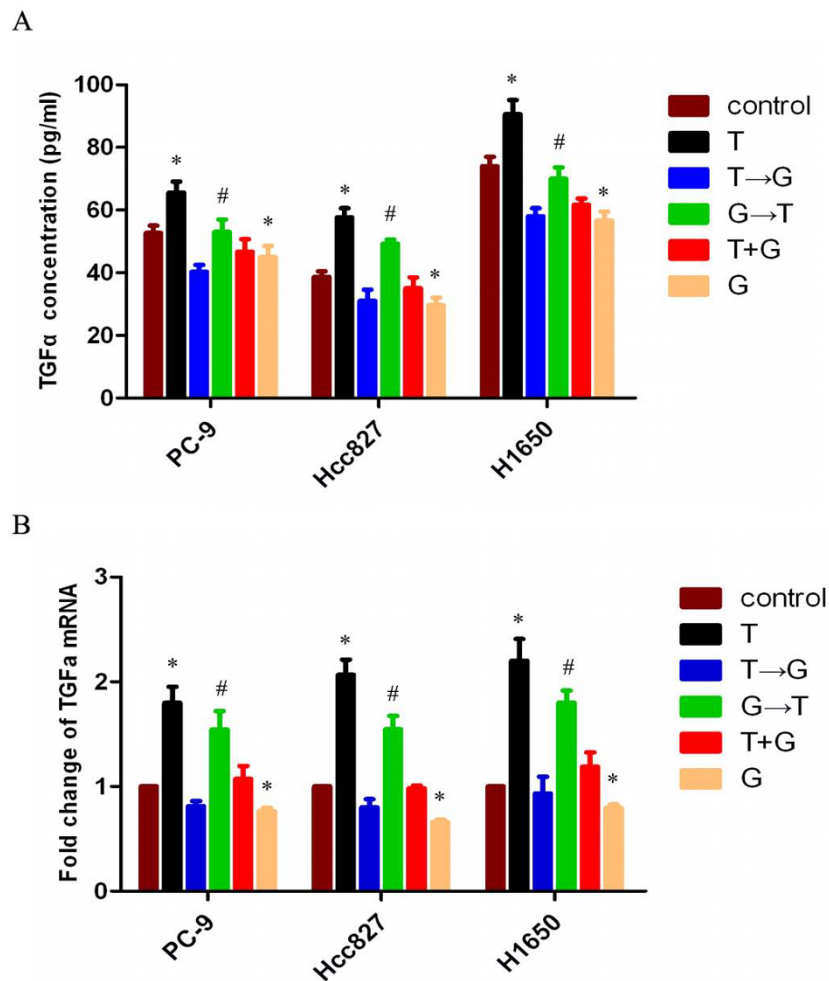 A
TGFα concentration (pg/ml)
100
80
60
40
20
0
* # *
* # *
* # *
PC-9
Hcc827
H1650
control
T
T→G
G→T
T+G
G
B
Fold change of TGFa mRNA
3
2
1
0
* # *
* # *
* # *
PC-9
Hcc827
H1650
control
T
T→G
G→T
T+G
G